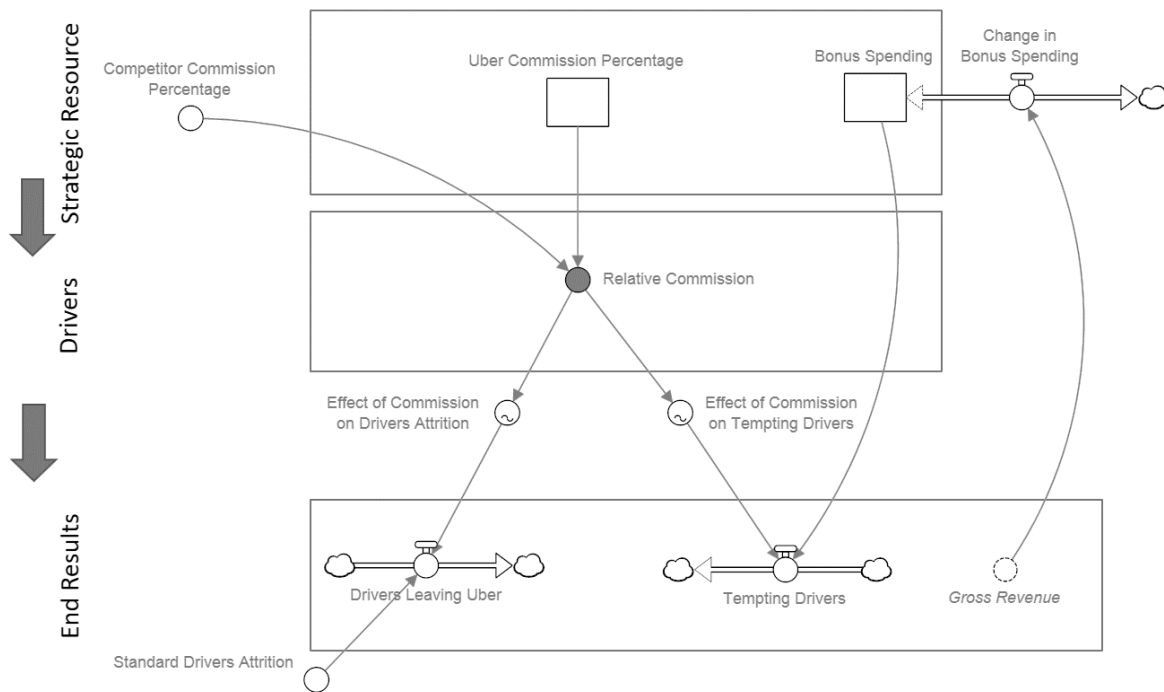 Strategic Resource
Drivers
End Results
Competitor Commission
Percentage
Uber Commission Percentage
Bonus Spending
Change in
Bonus Spending
Relative Commission
Effect of Commission
on Drivers Attrition
Effect of Commission
on Tempting Drivers
Drivers Leaving Uber
Tempting Drivers
Gross Revenue
Standard Drivers Attrition